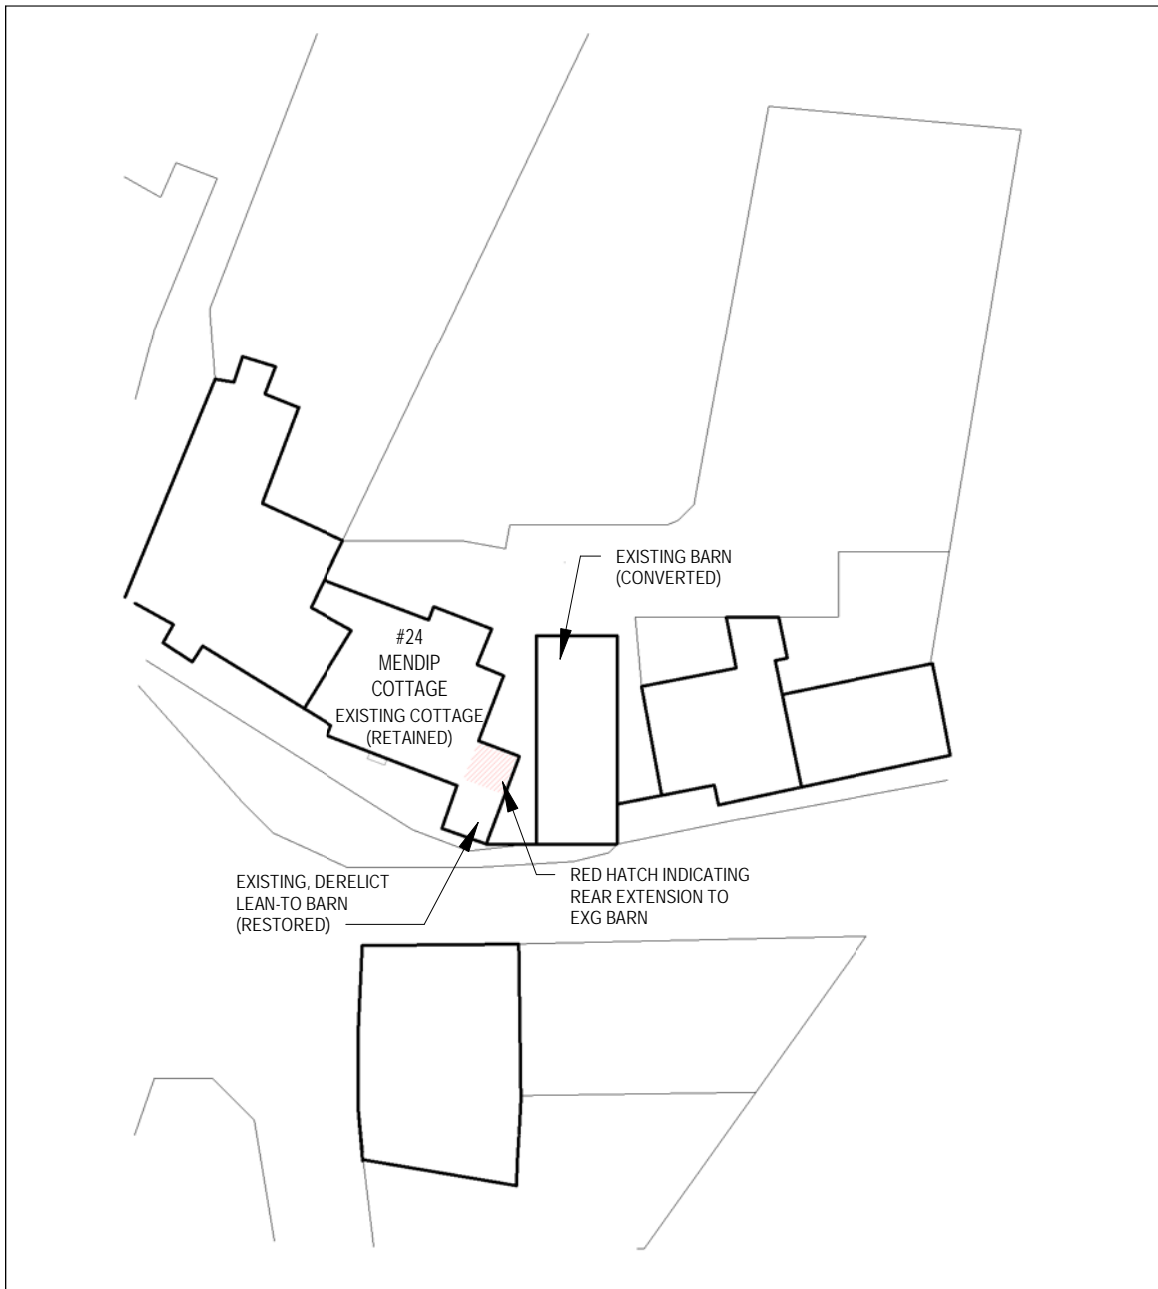 EXISTING BARN
(CONVERTED)
#24
MENDIP
COTTAGE
EXISTING COTTAGE
(RETAINED)
EXISTING, DERELICT
LEAN-TO BARN
(RESTORED)
RED HATCH INDICATING
REAR EXTENSION TO
EXG BARN